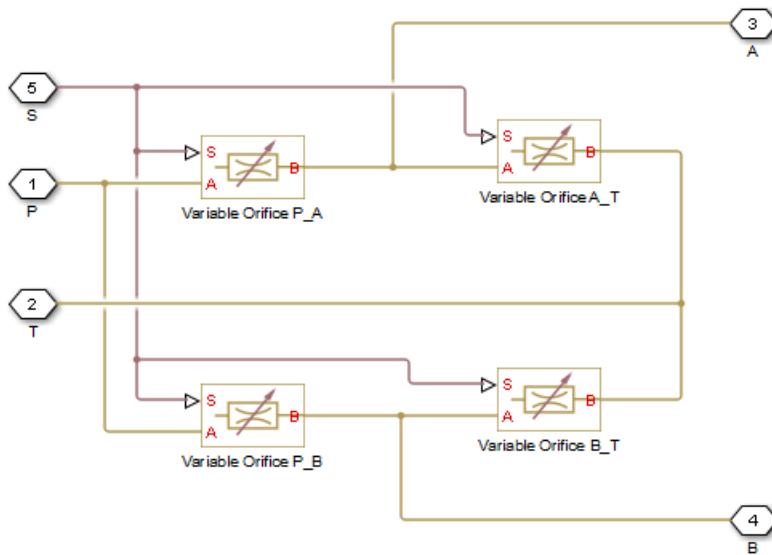 3
A
5
S
S
A
B
Variable Orifice P_A
S
A
B
Variable Orifice A_T
1
P
2
T
S
A
B
Variable Orifice P_B
S
A
B
Variable Orifice B_T
4
B